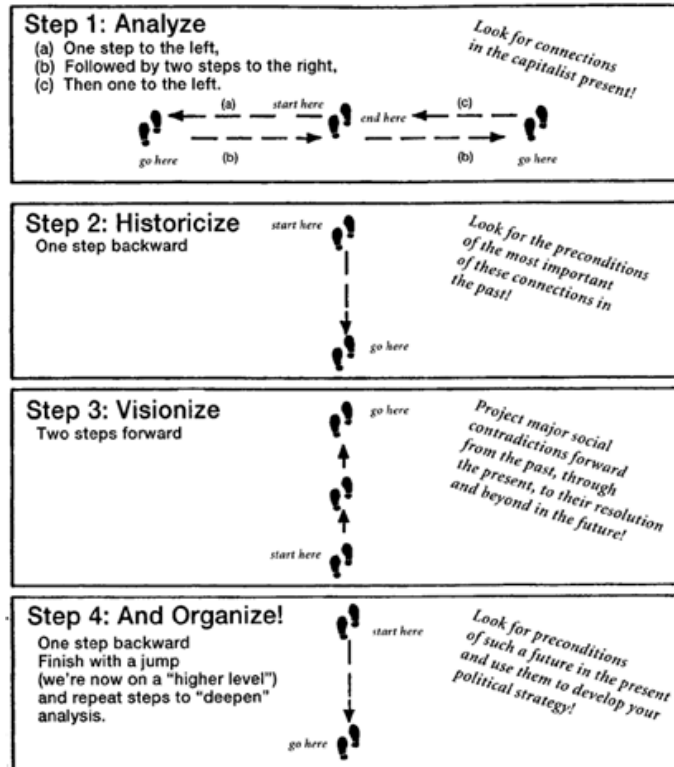 Step 1: Analyze
(a) One step to the left,
(b) Followed by two steps to the right,
(c) Then one to the left.
Look for connections
in the capitalist present!
(a)
start here
end here
(c)
go here
(b)
(b)
go here
Step 2: Historicize
One step backward
start here
go here
Look for the preconditions
of the most important
of these connections in
the past!
Step 3: Visionize
Two steps forward
go here
start here
Project major social
contradictions forward
from the past, through
the present, to their resolution
and beyond in the future!
Step 4: And Organize!
One step backward
Finish with a jump
(we're now on a "higher level")
and repeat steps to "deepen"
analysis.
start here
go here
Look for preconditions
of such a future in the present
and use them to develop your
political strategy!